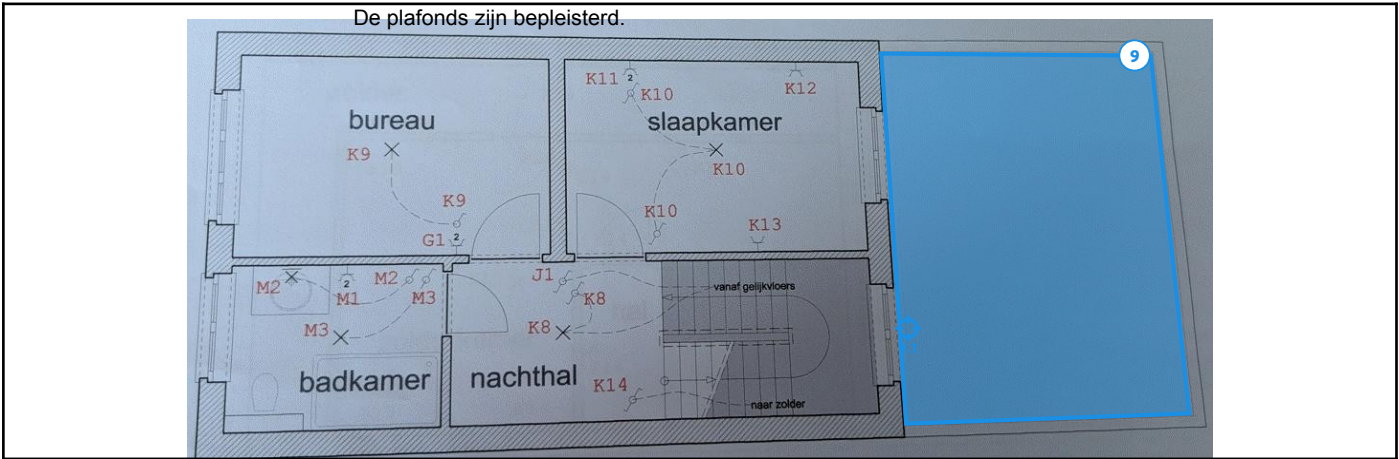 De plafonds zijn bepleisterd.
9
K11 2
K10
K12
bureau
slaapkamer
K9
K10
K9
K10
G1 2
K13
M2
2
M1
M2
M3
J1
vanaf gelijkvloers
K8
M3
K8
badkamer
nachthal
K14
naar zolder